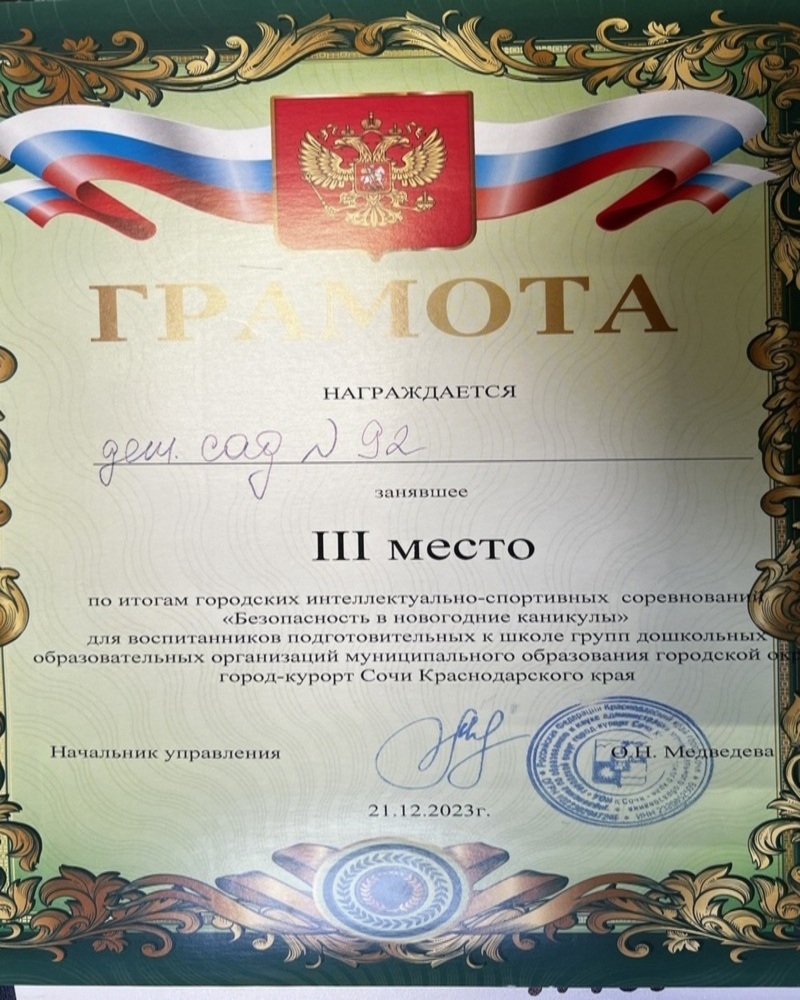 ГРАМОТА
НАГРАЖДАЕТСЯ
дет. сад N 92
занявшее
III место
по итогам городских интеллектуально-спортивных соревнований
«Безопасность в новогодние каникулы»
для воспитанников подготовительных к школе групп дошкольных
образовательных организаций муниципального образования городской
город-курорт Сочи Краснодарского края
Начальник управления
О.Н. Медведева
21.12.2023г.